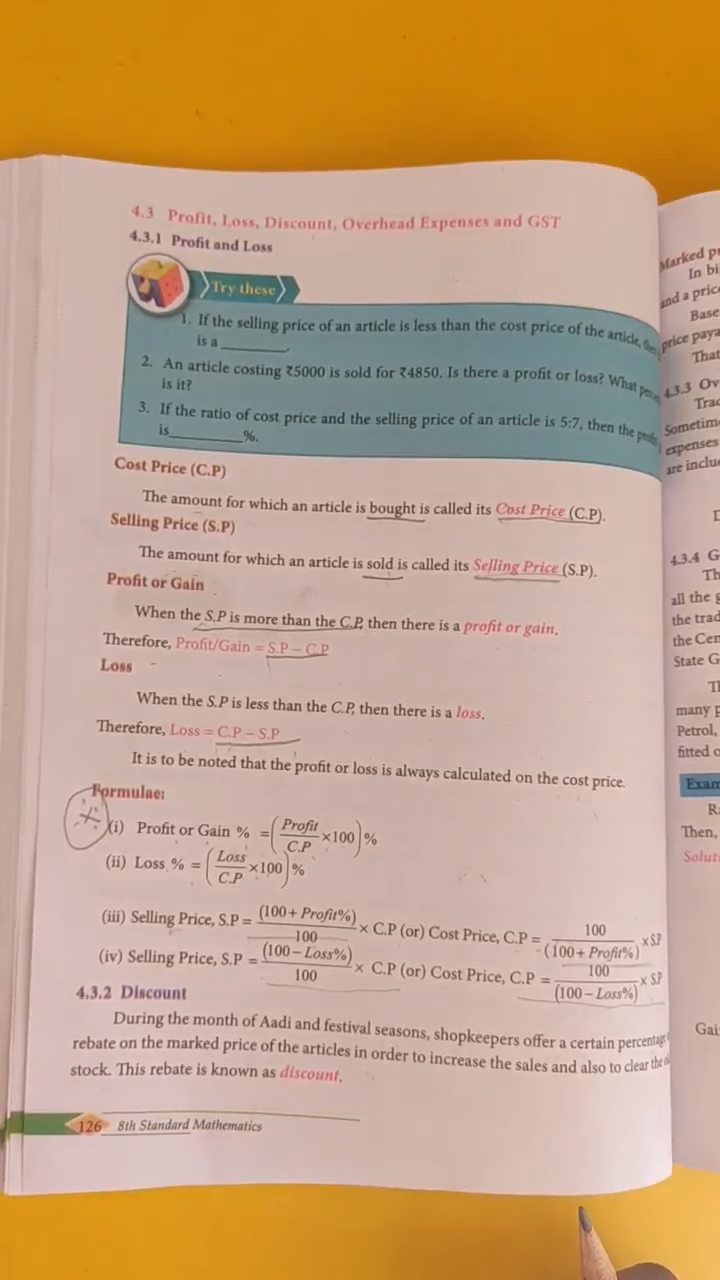 4.3 Profit, Loss, Discount, Overhead Expenses and GST
4.3.1 Profit and Loss
Try these
1. If the selling price of an article is less than the cost price of the article, then
is a ________.
2. An article costing ₹5000 is sold for ₹4850. Is there a profit or loss? What
is it?
3. If the ratio of cost price and the selling price of an article is 5:7, then the
is________%.
Cost Price (C.P)
The amount for which an article is bought is called its Cost Price (C.P).
Selling Price (S.P)
The amount for which an article is sold is called its Selling Price (S.P).
Profit or Gain
When the S.P is more than the C.P, then there is a profit or gain.
Therefore, Profit/Gain = S.P – C.P
Loss
When the S.P is less than the C.P, then there is a loss.
Therefore, Loss = C.P – S.P
It is to be noted that the profit or loss is always calculated on the cost price.
Formulae:
(i) Profit or Gain % = (Profit/C.P × 100)%
(ii) Loss % = (Loss/C.P × 100)%
(iii) Selling Price, S.P = (100 + Profit%)/100 × C.P (or) Cost Price, C.P = 100/(100 + Profit%) × S.P
(iv) Selling Price, S.P = (100 – Loss%)/100 × C.P (or) Cost Price, C.P = 100/(100 – Loss%) × S.P
4.3.2 Discount
During the month of Aadi and festival seasons, shopkeepers offer a certain percentage
rebate on the marked price of the articles in order to increase the sales and also to clear the
stock. This rebate is known as discount.
126 8th Standard Mathematics
Marked
In
and a
Base
price
That
4.3.3
Sometim
expenses
are
4.3.4 G
Th
all the
the
the
State G
many
Petrol,
fitted
Exam
Then,
Solut
Gai